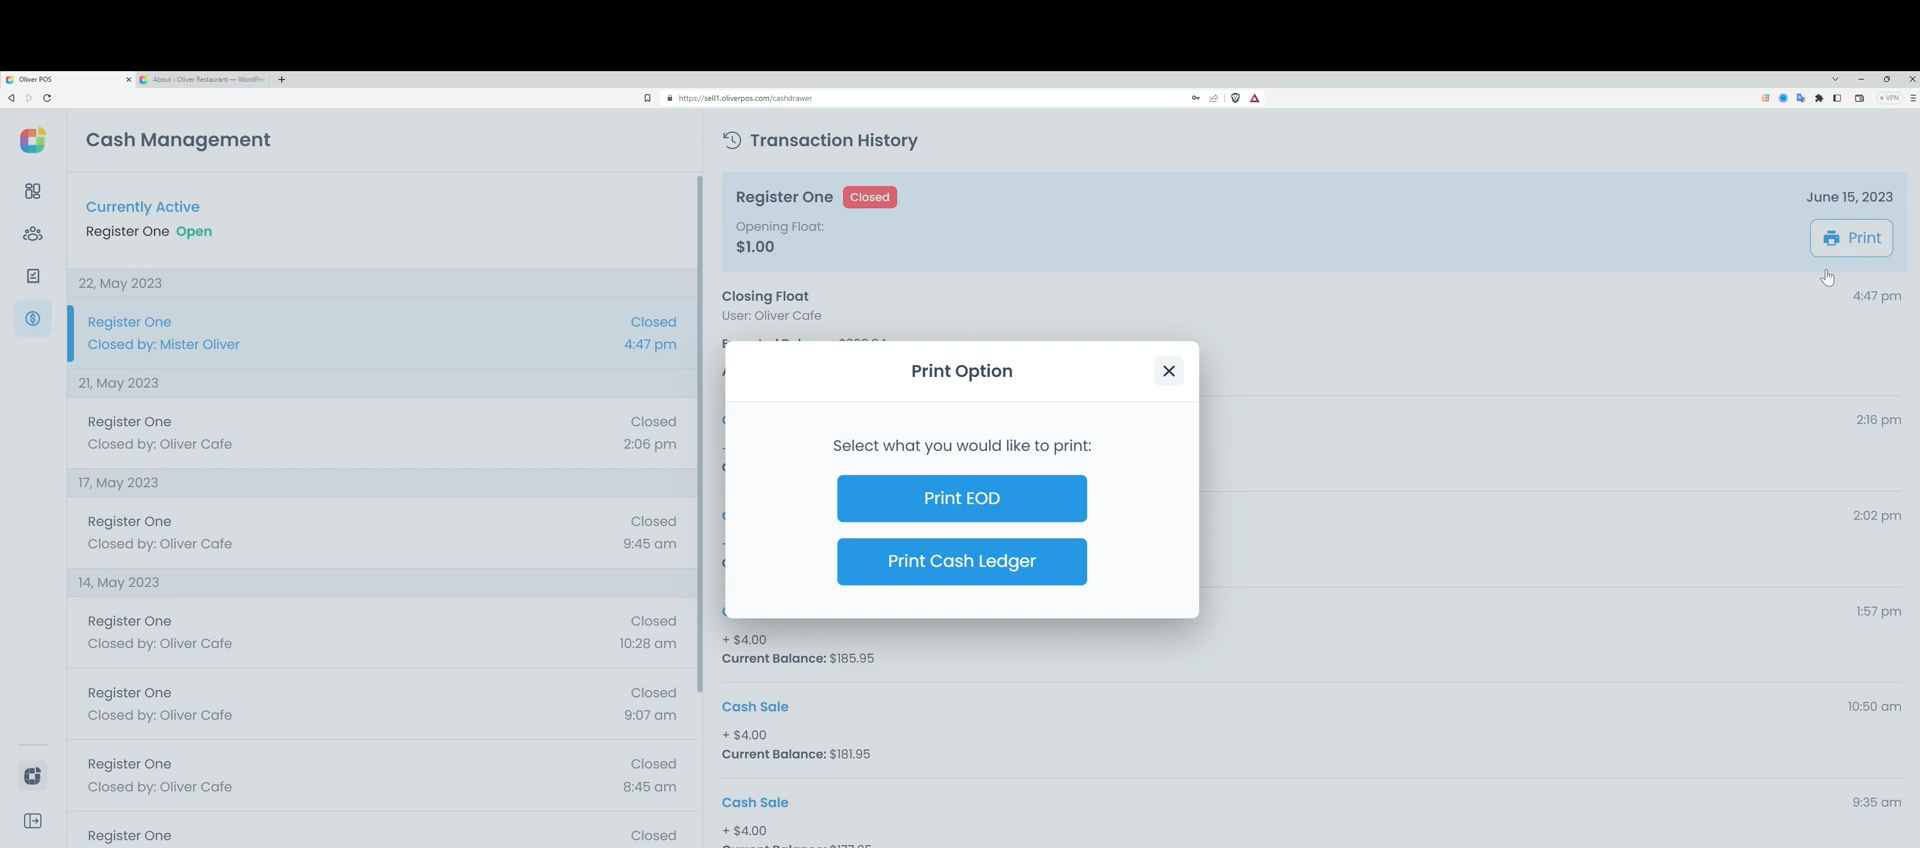 Oliver POS
About ‹ Oliver Restaurant — WordPre
https://sell1.oliverpos.com/cashdrawer
VPN
Cash Management
Currently Active
Register One Open
22, May 2023
Register One Closed
Closed by: Mister Oliver 4:47 pm
21, May 2023
Register One Closed
Closed by: Oliver Cafe 2:06 pm
17, May 2023
Register One Closed
Closed by: Oliver Cafe 9:45 am
14, May 2023
Register One Closed
Closed by: Oliver Cafe 10:28 am
Register One Closed
Closed by: Oliver Cafe 9:07 am
Register One Closed
Closed by: Oliver Cafe 8:45 am
Register One Closed
Transaction History
Register One Closed June 15, 2023
Opening Float:
$1.00
Print
Closing Float 4:47 pm
User: Oliver Cafe
Print Option
Select what you would like to print:
Print EOD
Print Cash Ledger
2:16 pm
2:02 pm
1:57 pm
+ $4.00
Current Balance: $185.95
Cash Sale 10:50 am
+ $4.00
Current Balance: $181.95
Cash Sale 9:35 am
+ $4.00